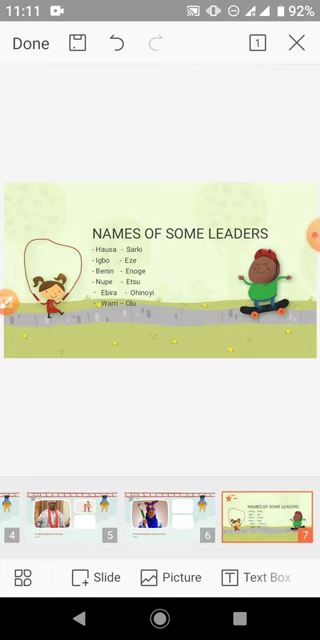 11:11
92%
Done
1
NAMES OF SOME LEADERS
- Hausa - Sarki
- Igbo - Eze
- Benin - Enoge
- Nupe - Etsu
- Ebira - Ohinoyi
- Warri – Olu
4
5
6
NAMES OF SOME LEADERS
7
Slide
Picture
Text Box